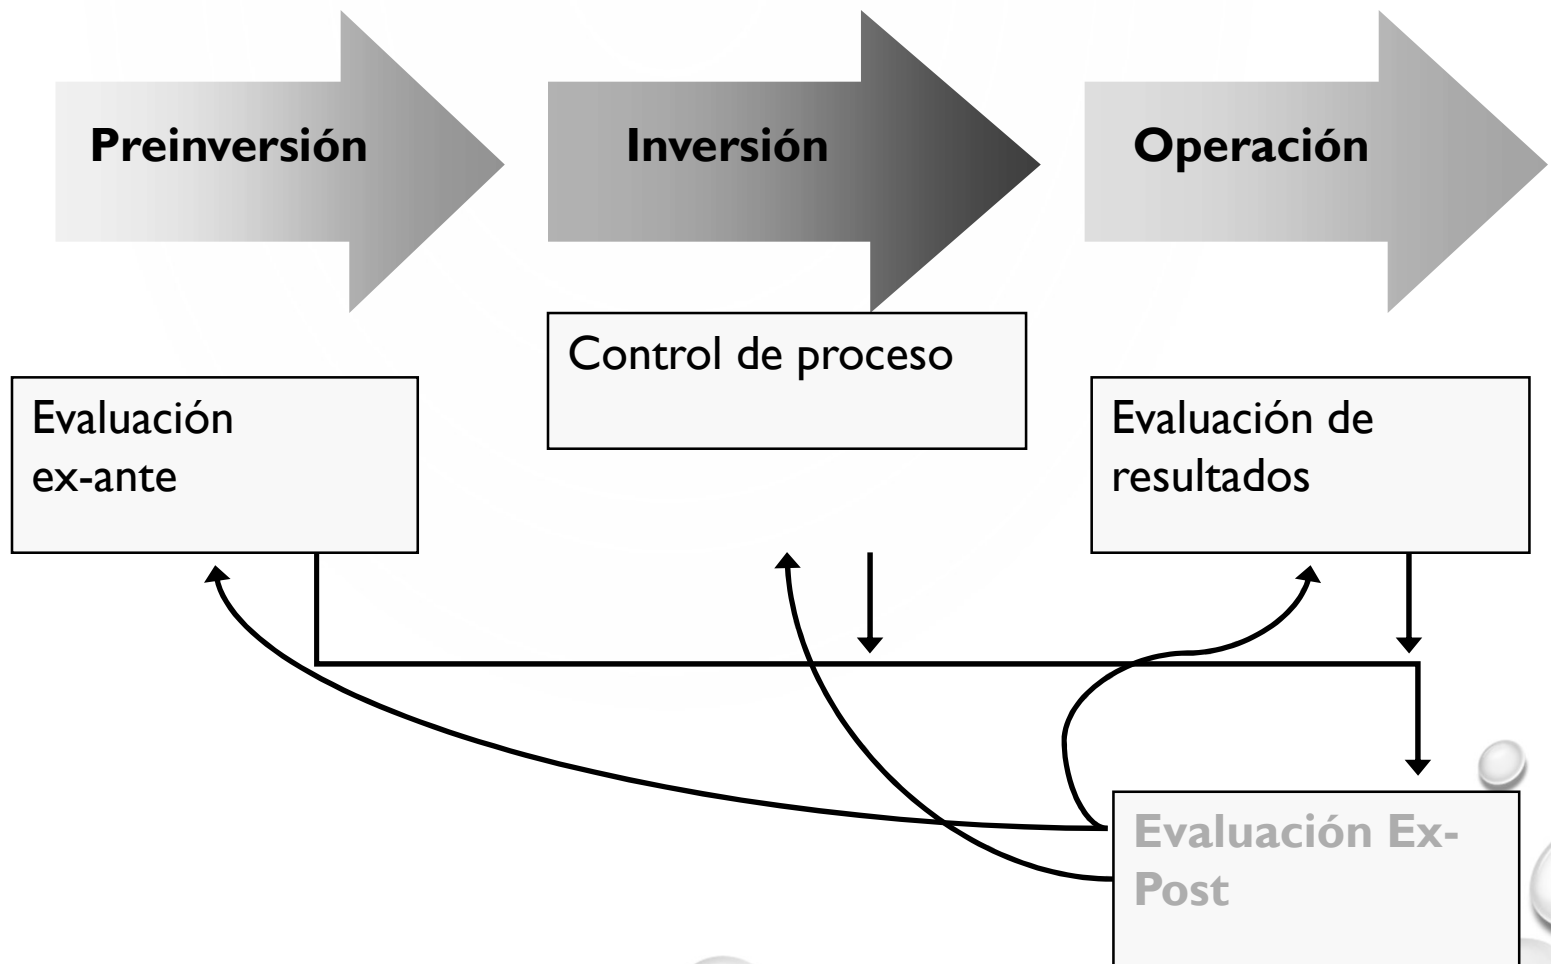 Preinversión
Inversión
Operación
Control de proceso
Evaluación
ex-ante
Evaluación de
resultados
Evaluación Ex-
Post